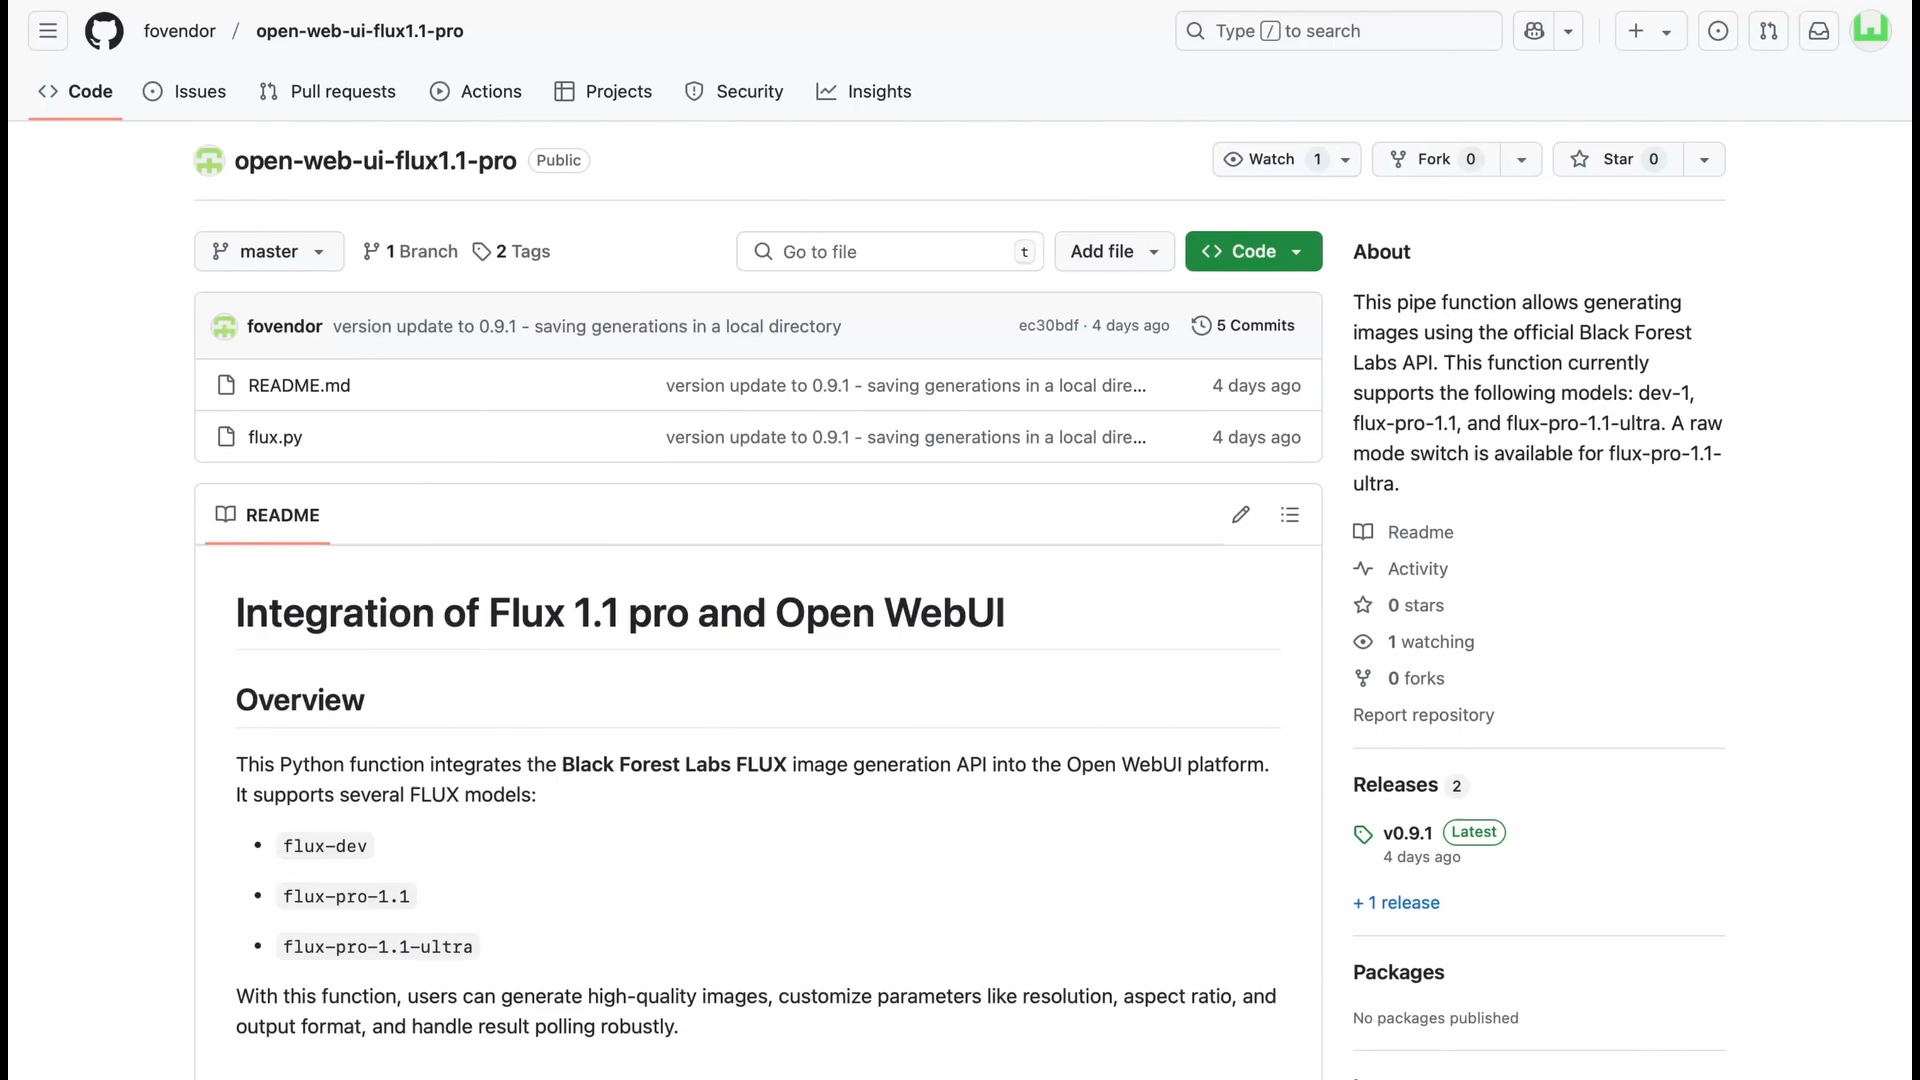 fovendor / open-web-ui-flux1.1-pro
Type / to search
Code
Issues
Pull requests
Actions
Projects
Security
Insights
open-web-ui-flux1.1-pro
Public
Watch 1
Fork 0
Star 0
master
1 Branch
2 Tags
Go to file
t
Add file
Code
fovendor version update to 0.9.1 - saving generations in a local directory
ec30bdf · 4 days ago
5 Commits
README.md
version update to 0.9.1 - saving generations in a local dire...
4 days ago
flux.py
version update to 0.9.1 - saving generations in a local dire...
4 days ago
README
Integration of Flux 1.1 pro and Open WebUI
Overview
This Python function integrates the Black Forest Labs FLUX image generation API into the Open WebUI platform.
It supports several FLUX models:
• flux-dev
• flux-pro-1.1
• flux-pro-1.1-ultra
With this function, users can generate high-quality images, customize parameters like resolution, aspect ratio, and
output format, and handle result polling robustly.
About
This pipe function allows generating
images using the official Black Forest
Labs API. This function currently
supports the following models: dev-1,
flux-pro-1.1, and flux-pro-1.1-ultra. A raw
mode switch is available for flux-pro-1.1-
ultra.
Readme
Activity
0 stars
1 watching
0 forks
Report repository
Releases 2
v0.9.1 Latest
4 days ago
+ 1 release
Packages
No packages published